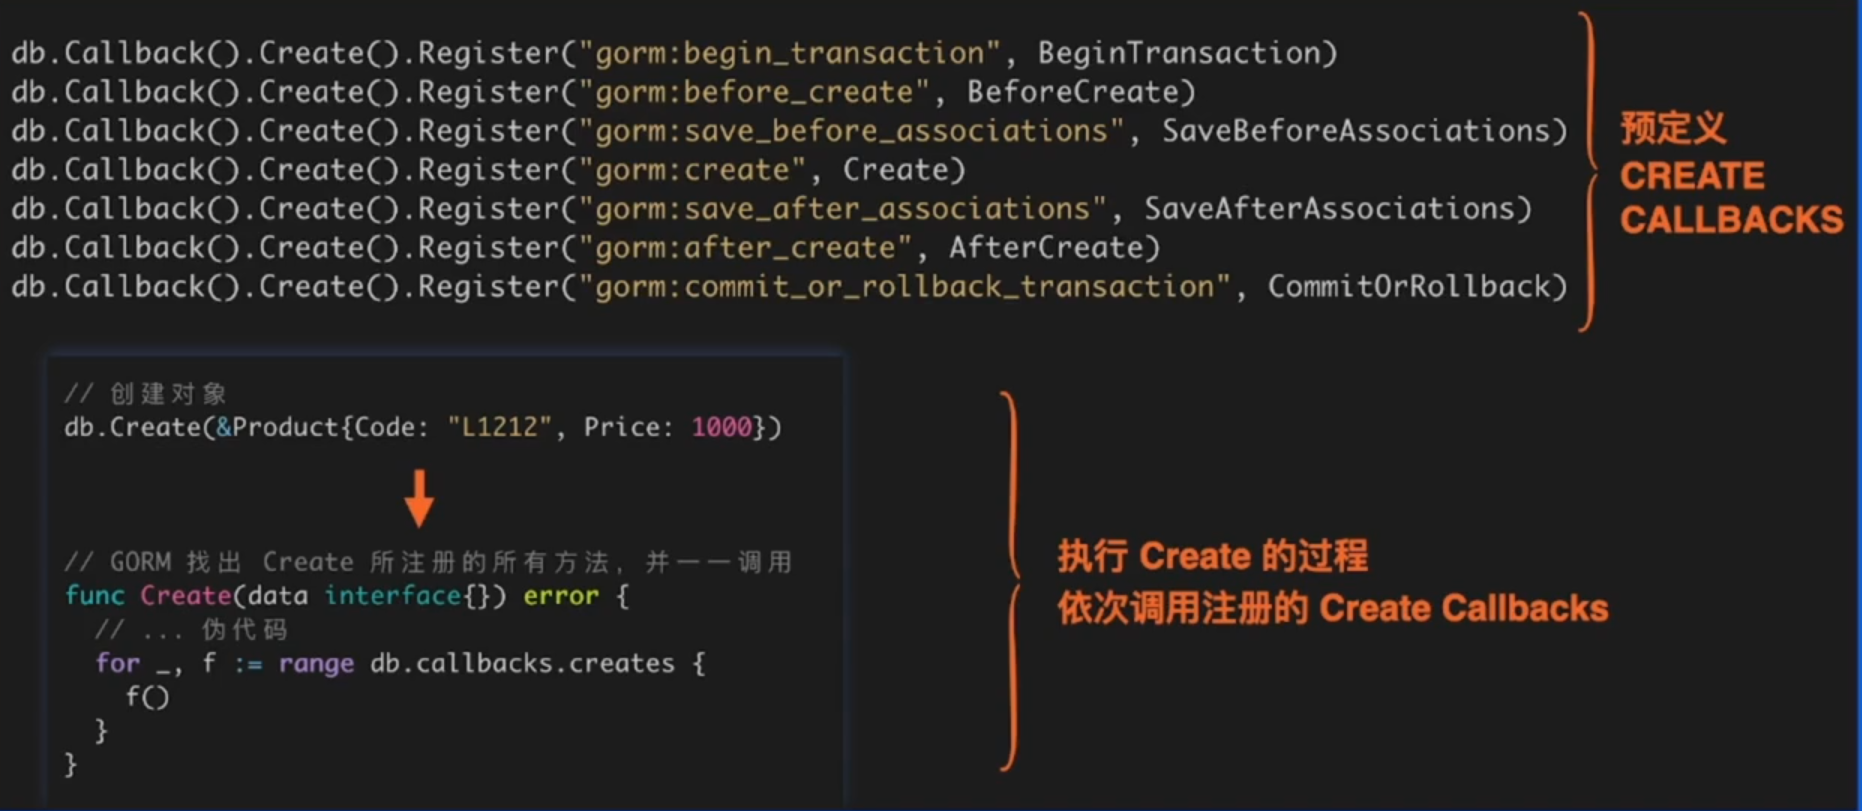 db.Callback().Create().Register("gorm:begin_transaction", BeginTransaction)
db.Callback().Create().Register("gorm:before_create", BeforeCreate)
db.Callback().Create().Register("gorm:save_before_associations", SaveBeforeAssociations)
db.Callback().Create().Register("gorm:create", Create)
db.Callback().Create().Register("gorm:save_after_associations", SaveAfterAssociations)
db.Callback().Create().Register("gorm:after_create", AfterCreate)
db.Callback().Create().Register("gorm:commit_or_rollback_transaction", CommitOrRollback)
预定义
CREATE
CALLBACKS
// 创建对象
db.Create(&Product{Code: "L1212", Price: 1000})
// GORM 找出 Create 所注册的所有方法，并一一调用
func Create(data interface{}) error {
  // ... 伪代码
  for _, f := range db.callbacks.creates {
    f()
  }
}
执行 Create 的过程
依次调用注册的 Create Callbacks